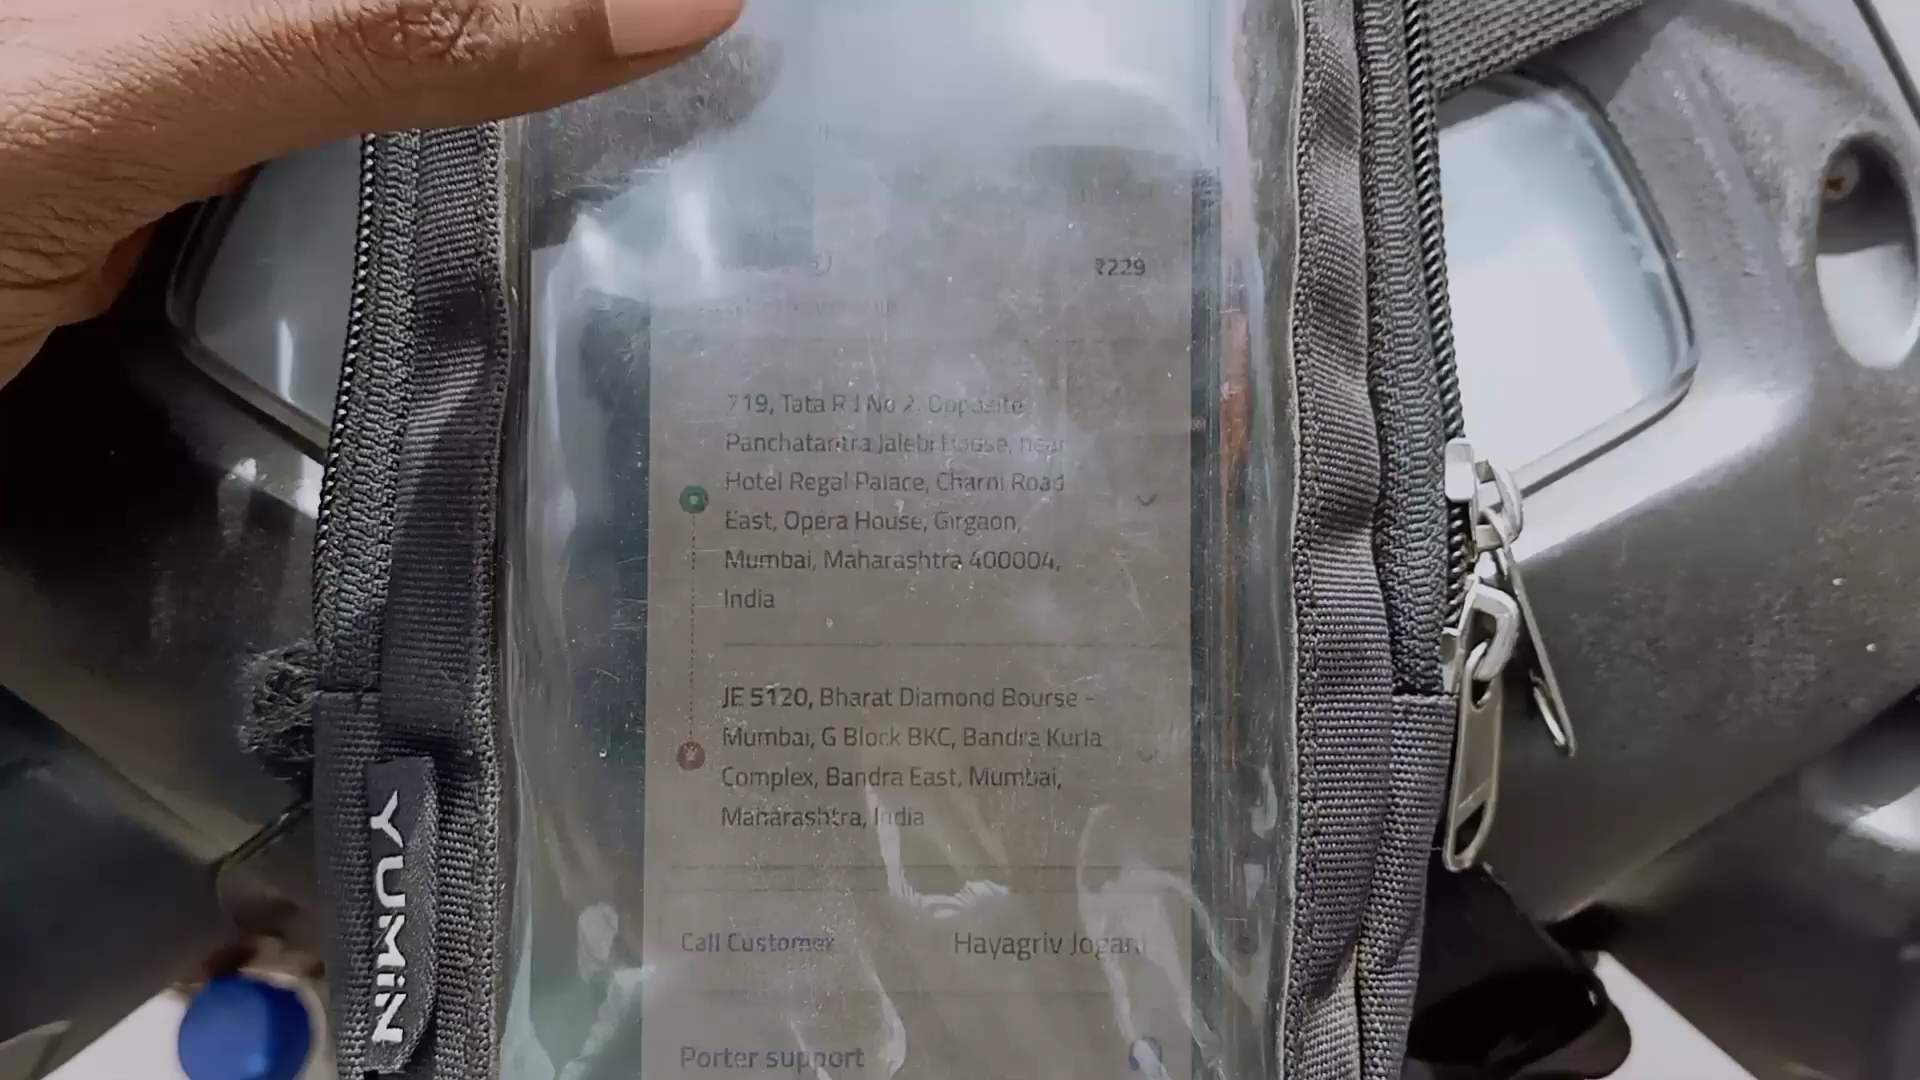 ₹229
719, Tata Rd No 2, Opposite
Panchatantra Jalebi House, near
Hotel Regal Palace, Charni Road
East, Opera House, Girgaon,
Mumbai, Maharashtra 400004,
India
JE 5120, Bharat Diamond Bourse -
Mumbai, G Block BKC, Bandra Kurla
Complex, Bandra East, Mumbai,
Maharashtra, India
Call Customer
Hayagriv Jogani
Porter support
YUMIN